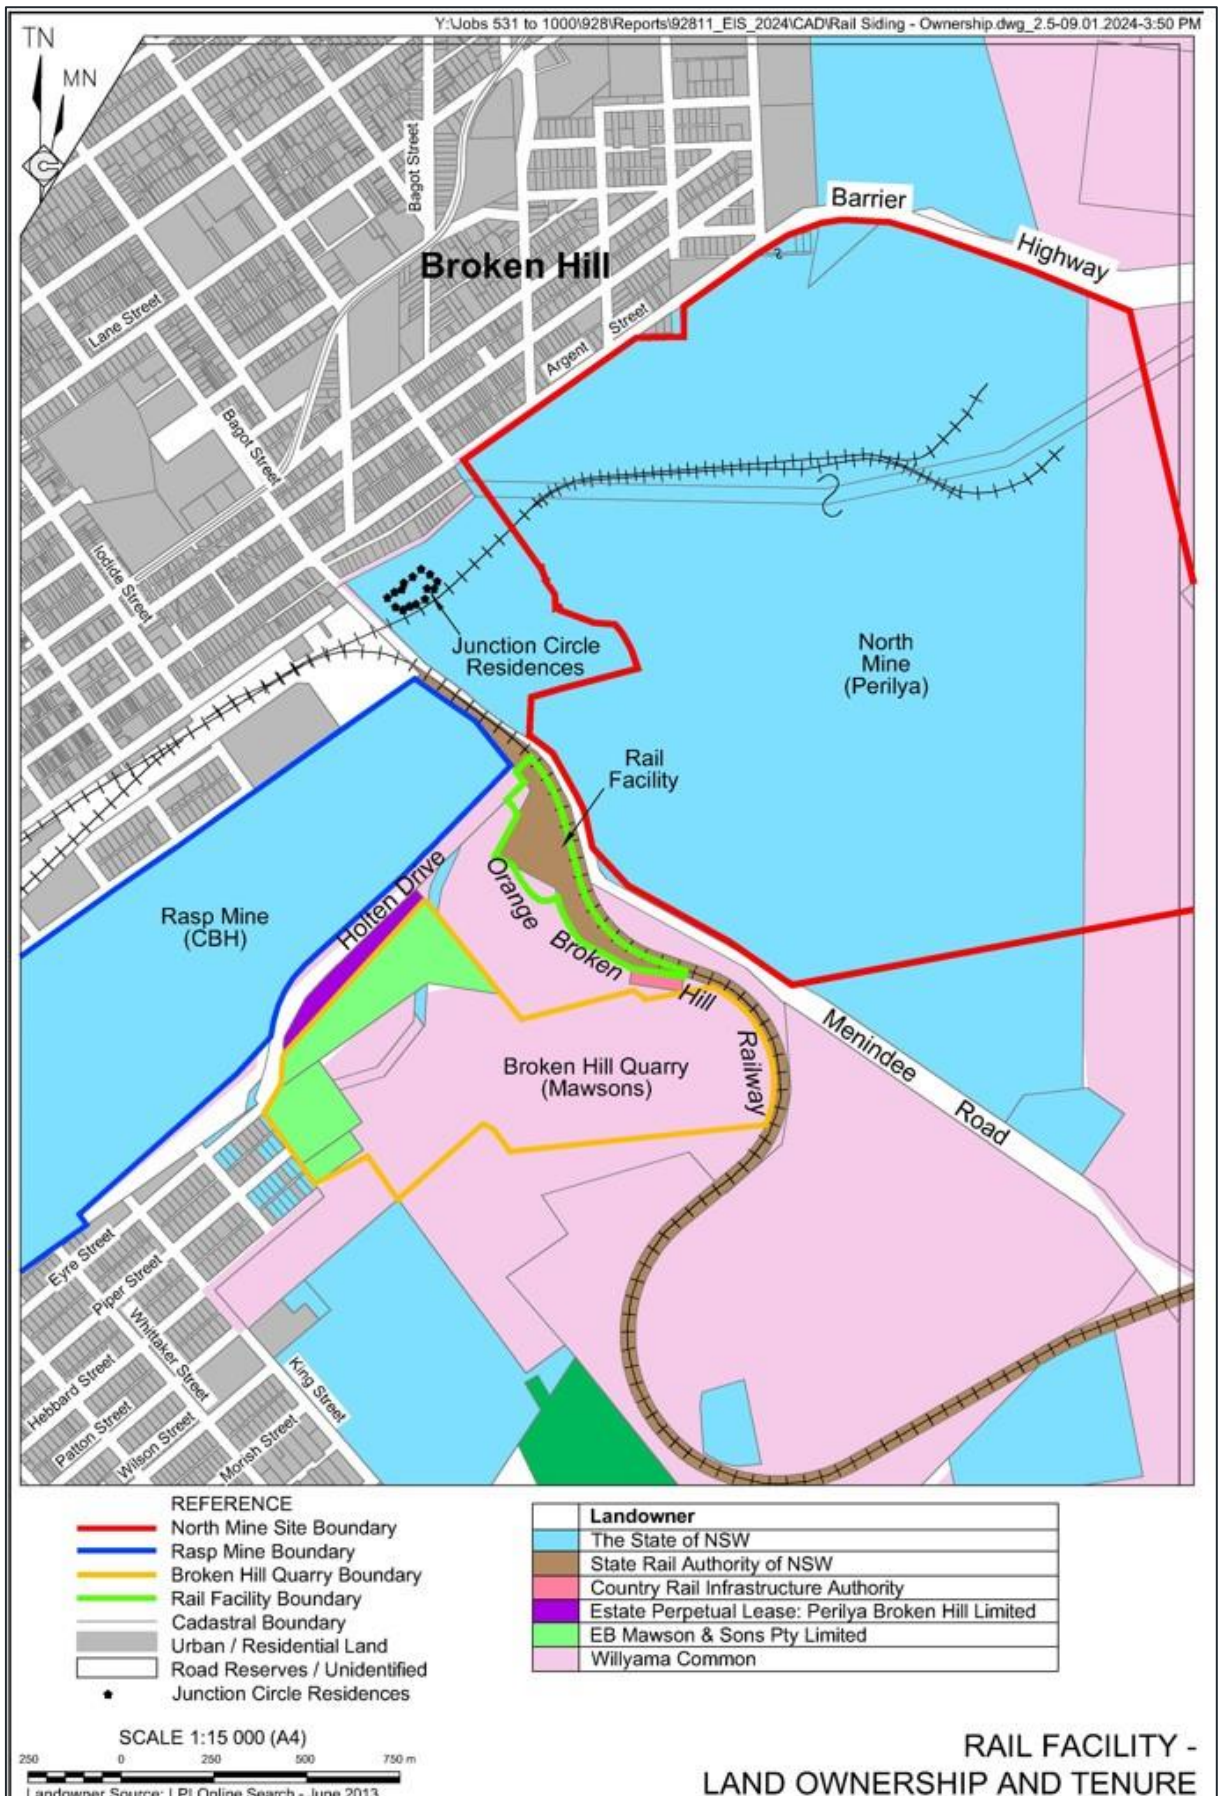 Y:\Jobs 531 to 1000\928\Reports\92811_EIS_2024\CAD\Rail Siding - Ownership.dwg_2.5-09.01.2024-3:50 PM
TN
MN
Bagot Street
Barrier
Highway
Broken Hill
Lane Street
Argent Street
Bagot Street
Iodide Street
Junction Circle
Residences
North
Mine
(Perilya)
Rail
Facility
Rasp Mine
(CBH)
Holten Drive
Orange
Broken
Hill
Railway
Broken Hill Quarry
(Mawsons)
Menindee
Road
Eyre Street
Piper Street
Whittaker Street
Hebbard Street
Patton Street
Wilson Street
King Street
Morish Street
REFERENCE
North Mine Site Boundary
Rasp Mine Boundary
Broken Hill Quarry Boundary
Rail Facility Boundary
Cadastral Boundary
Urban / Residential Land
Road Reserves / Unidentified
Junction Circle Residences
Landowner
The State of NSW
State Rail Authority of NSW
Country Rail Infrastructure Authority
Estate Perpetual Lease: Perilya Broken Hill Limited
EB Mawson & Sons Pty Limited
Willyama Common
SCALE 1:15 000 (A4)
250 0 250 500 750 m
Landowner Source: LPI Online Search - June 2013
RAIL FACILITY -
LAND OWNERSHIP AND TENURE